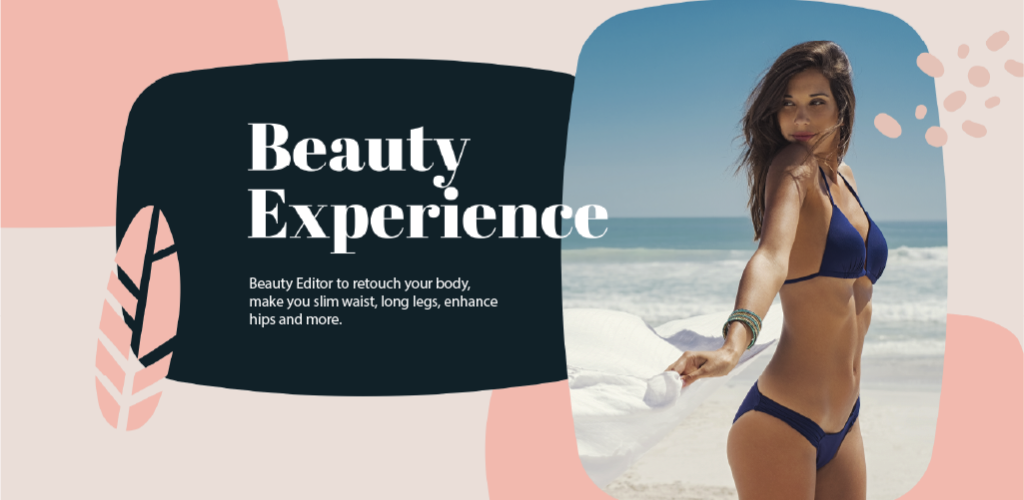 Beauty
Experience
Beauty Editor to retouch your body,
make you slim waist, long legs, enhance
hips and more.